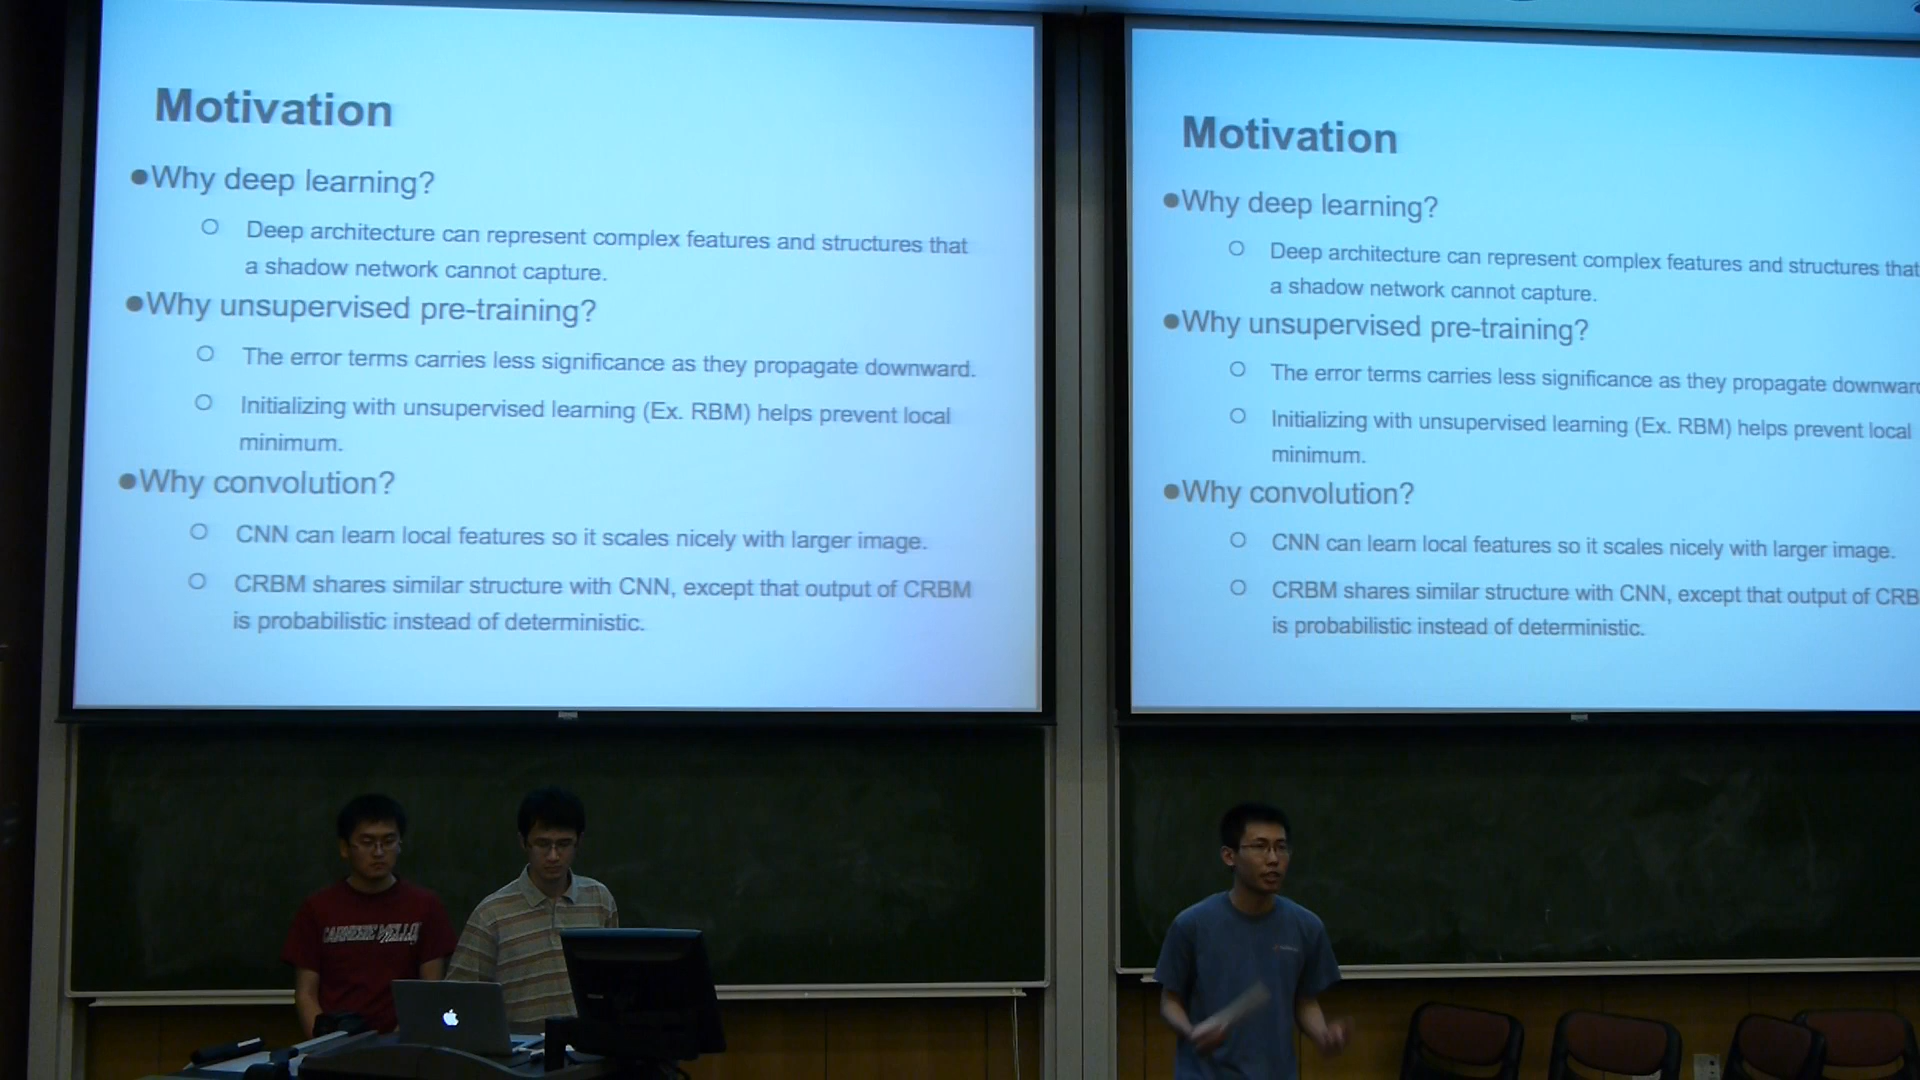 Motivation
●Why deep learning?
○ Deep architecture can represent complex features and structures that
a shadow network cannot capture.
●Why unsupervised pre-training?
○ The error terms carries less significance as they propagate downward.
○ Initializing with unsupervised learning (Ex. RBM) helps prevent local
minimum.
●Why convolution?
○ CNN can learn local features so it scales nicely with larger image.
○ CRBM shares similar structure with CNN, except that output of CRBM
is probabilistic instead of deterministic.
Motivation
●Why deep learning?
○ Deep architecture can represent complex features and structures that
a shadow network cannot capture.
●Why unsupervised pre-training?
○ The error terms carries less significance as they propagate downward
○ Initializing with unsupervised learning (Ex. RBM) helps prevent local
minimum.
●Why convolution?
○ CNN can learn local features so it scales nicely with larger image.
○ CRBM shares similar structure with CNN, except that output of CRB
is probabilistic instead of deterministic.
CARNEGIE MELLON